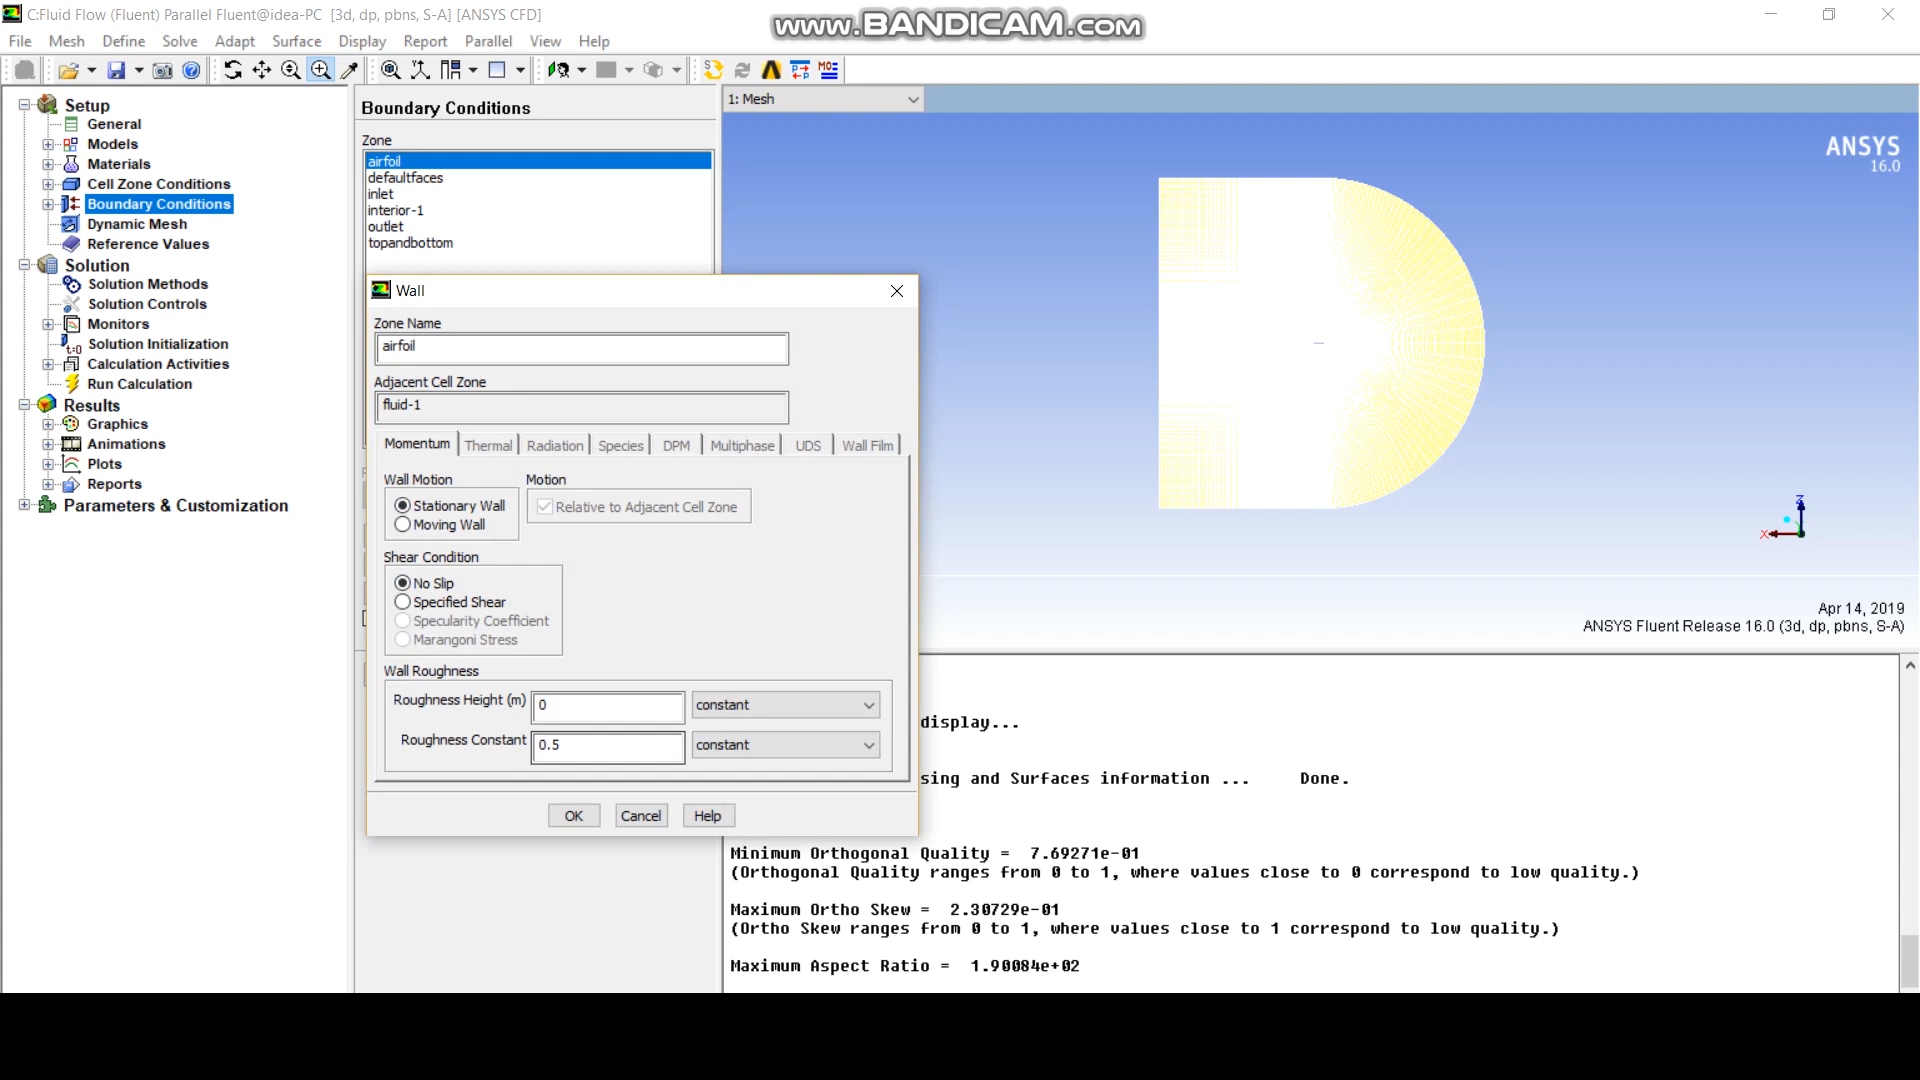 C:Fluid Flow (Fluent) Parallel Fluent@idea-PC [3d, dp, pbns, S-A] [ANSYS CFD]
www.BANDICAM.com
File Mesh Define Solve Adapt Surface Display Report Parallel View Help
Setup
General
Models
Materials
Cell Zone Conditions
Boundary Conditions
Dynamic Mesh
Reference Values
Solution
Solution Methods
Solution Controls
Monitors
Solution Initialization
Calculation Activities
Run Calculation
Results
Graphics
Animations
Plots
Reports
Parameters & Customization
Boundary Conditions
Zone
airfoil
defaultfaces
inlet
interior-1
outlet
topandbottom
Wall
Zone Name
airfoil
Adjacent Cell Zone
fluid-1
Momentum Thermal Radiation Species DPM Multiphase UDS Wall Film
Wall Motion Motion
Stationary Wall Relative to Adjacent Cell Zone
Moving Wall
Shear Condition
No Slip
Specified Shear
Specularity Coefficient
Marangoni Stress
Wall Roughness
Roughness Height (m) 0 constant
Roughness Constant 0.5 constant
OK Cancel Help
1: Mesh
ANSYS
16.0
Z
X
Apr 14, 2019
ANSYS Fluent Release 16.0 (3d, dp, pbns, S-A)
display...
sing and Surfaces information ... Done.
Minimum Orthogonal Quality = 7.69271e-01
(Orthogonal Quality ranges from 0 to 1, where values close to 0 correspond to low quality.)
Maximum Ortho Skew = 2.30729e-01
(Ortho Skew ranges from 0 to 1, where values close to 1 correspond to low quality.)
Maximum Aspect Ratio = 1.90084e+02